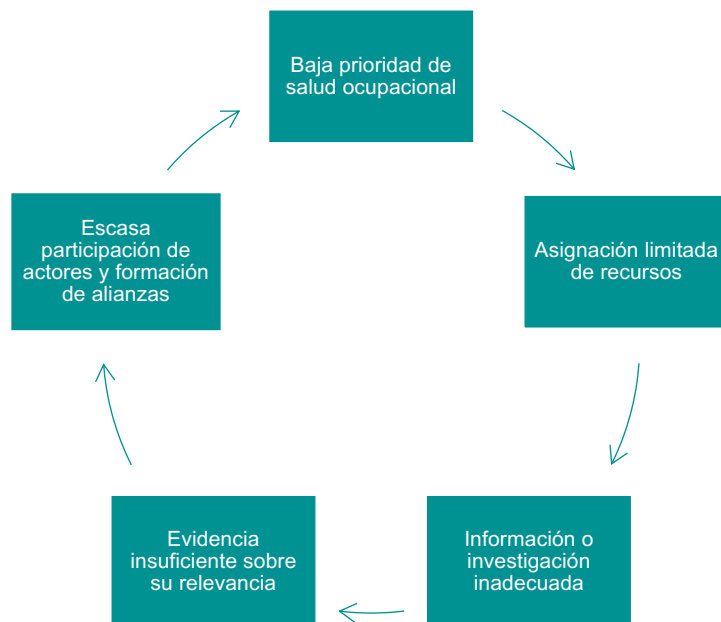 Baja prioridad de
salud ocupacional
Asignación limitada
de recursos
Información o
investigación
inadecuada
Evidencia
insuficiente sobre
su relevancia
Escasa
participación de
actores y formación
de alianzas